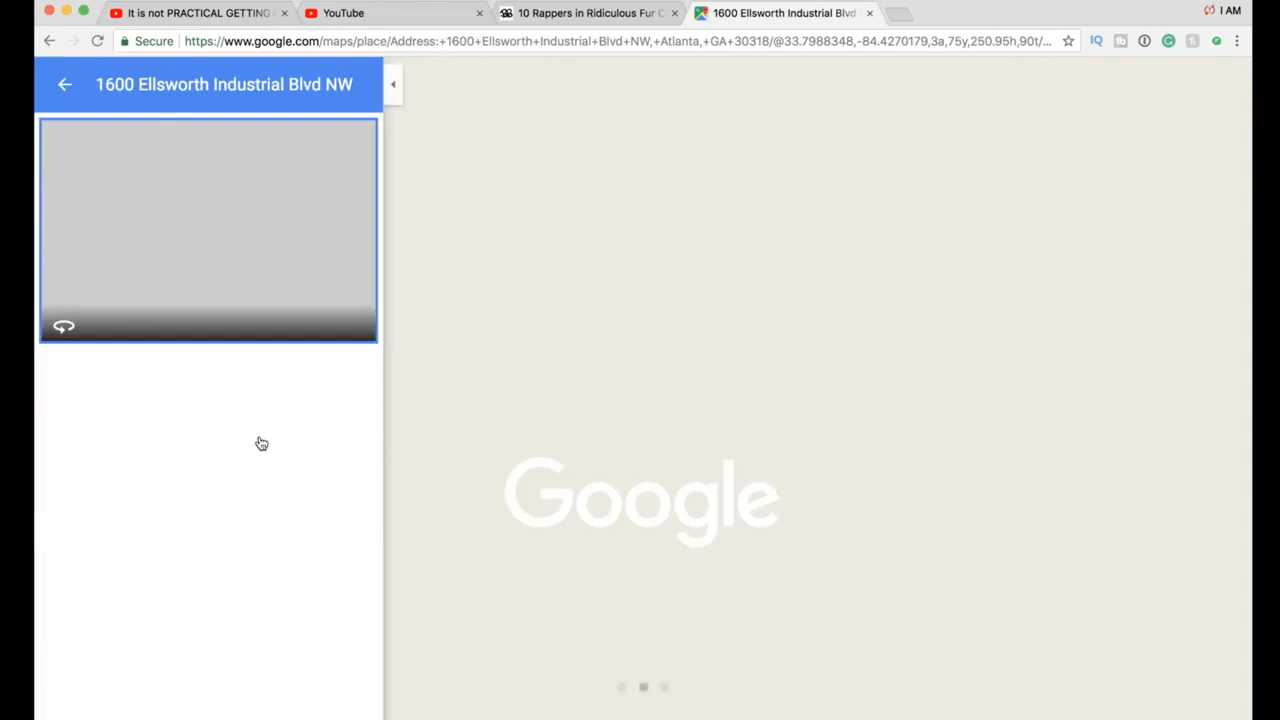 It is not PRACTICAL GETTING
YouTube
10 Rappers in Ridiculous Fur C
1600 Ellsworth Industrial Blvd
I AM
Secure
https://www.google.com/maps/place/Address:+1600+Ellsworth+Industrial+Blvd+NW,+Atlanta,+GA+30318/@33.7988348,-84.4270179,3a,75y,250.95h,90t/...
IQ
1600 Ellsworth Industrial Blvd NW
Google